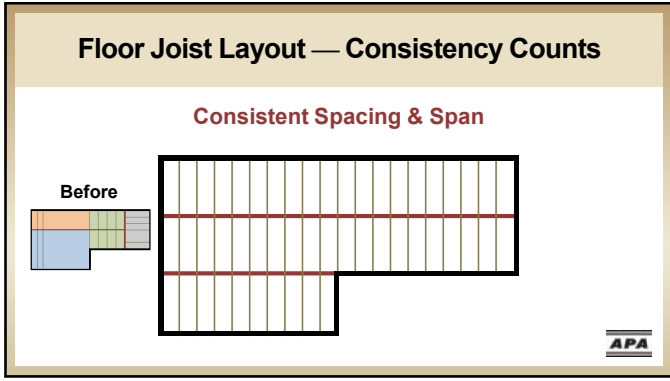 Floor Joist Layout — Consistency Counts
Consistent Spacing & Span
Before
APA